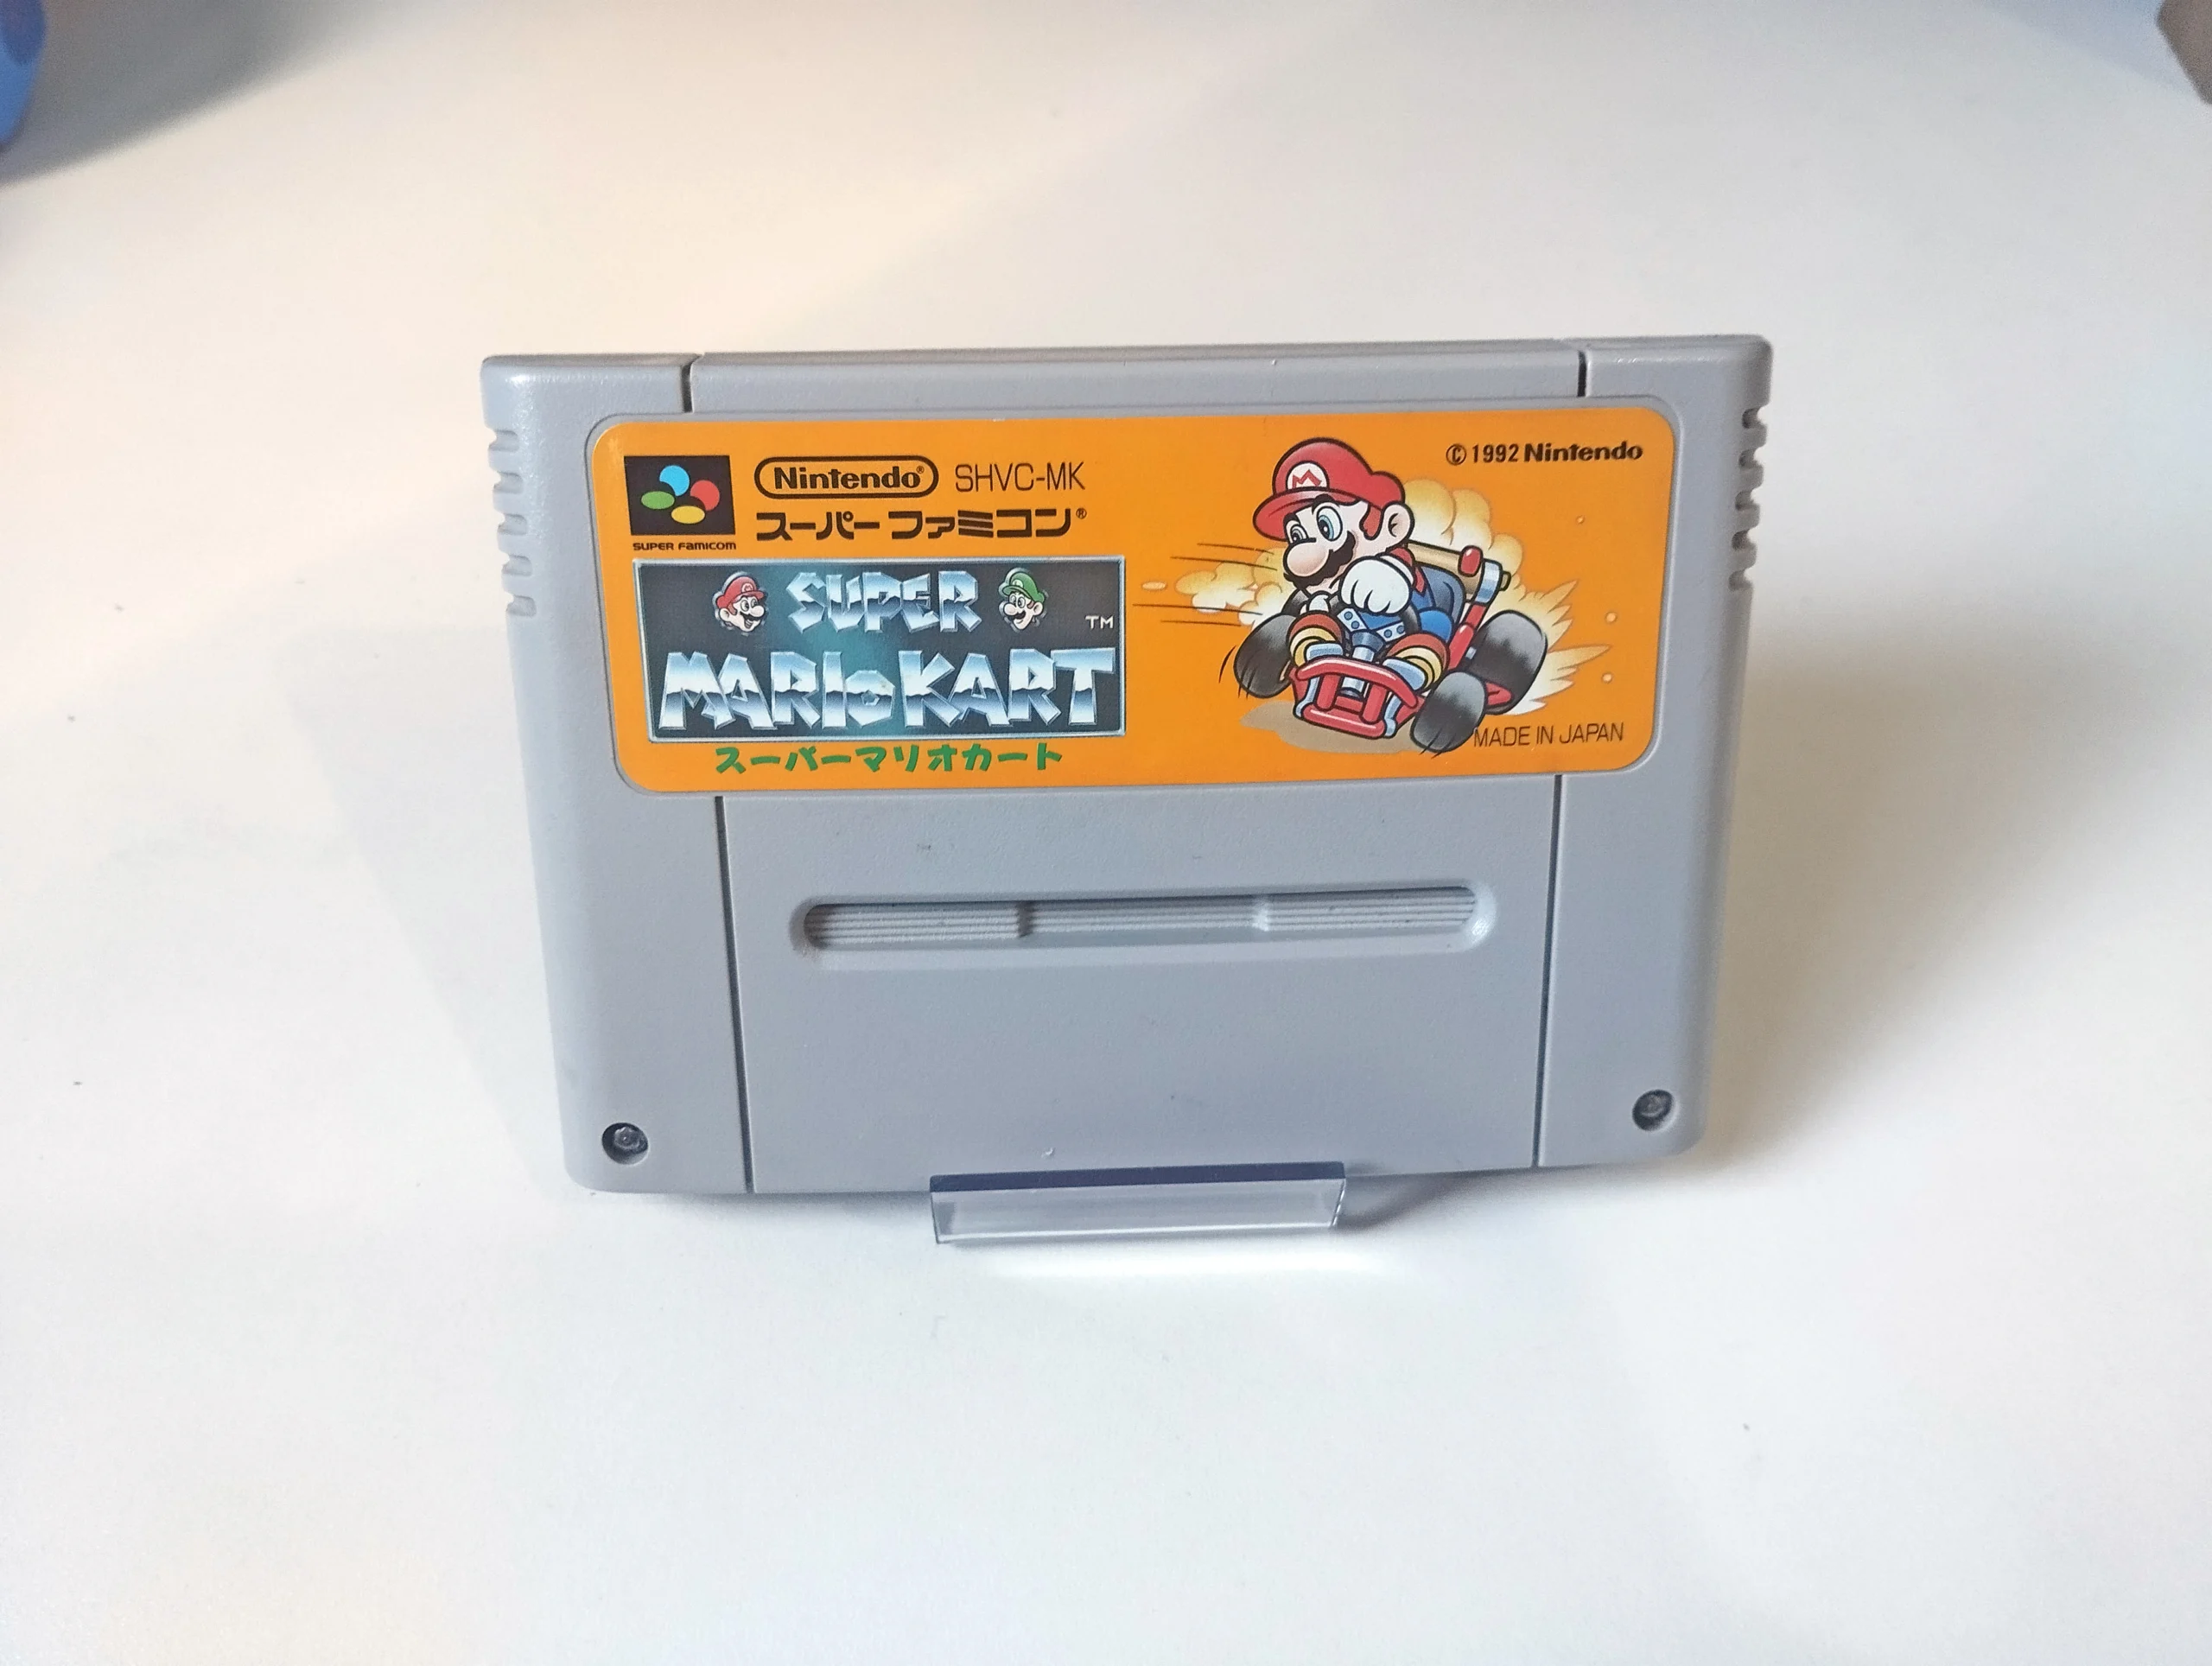 Nintendo® SHVC-MK
スーパーファミコン®
SUPER FAMICOM
SUPER
MARIO KART TM
スーパーマリオカート
© 1992 Nintendo
MADE IN JAPAN